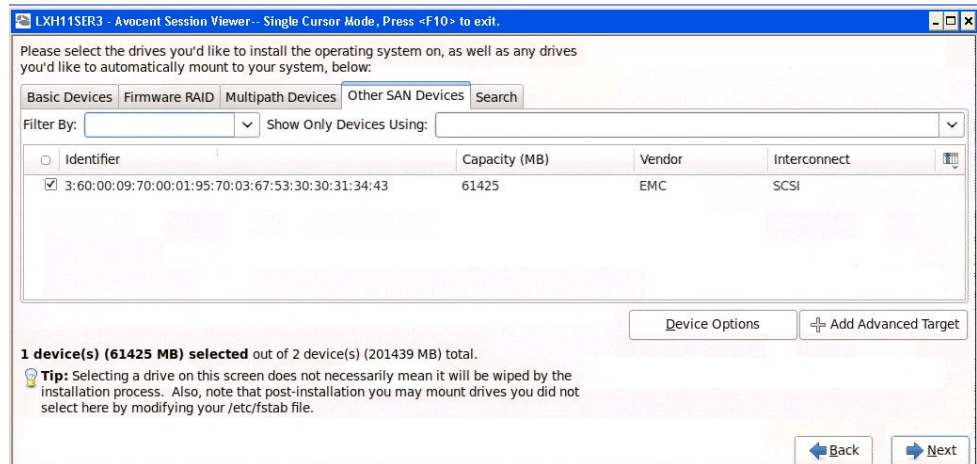 LXH11SER3 - Avocent Session Viewer-- Single Cursor Mode, Press <F10> to exit.
Please select the drives you'd like to install the operating system on, as well as any drives
you'd like to automatically mount to your system, below:
Basic Devices Firmware RAID Multipath Devices Other SAN Devices Search
Filter By: Show Only Devices Using:
Identifier Capacity (MB) Vendor Interconnect
3:60:00:09:70:00:01:95:70:03:67:53:30:30:31:34:43 61425 EMC SCSI
Device Options Add Advanced Target
1 device(s) (61425 MB) selected out of 2 device(s) (201439 MB) total.
Tip: Selecting a drive on this screen does not necessarily mean it will be wiped by the
installation process. Also, note that post-installation you may mount drives you did not
select here by modifying your /etc/fstab file.
Back Next